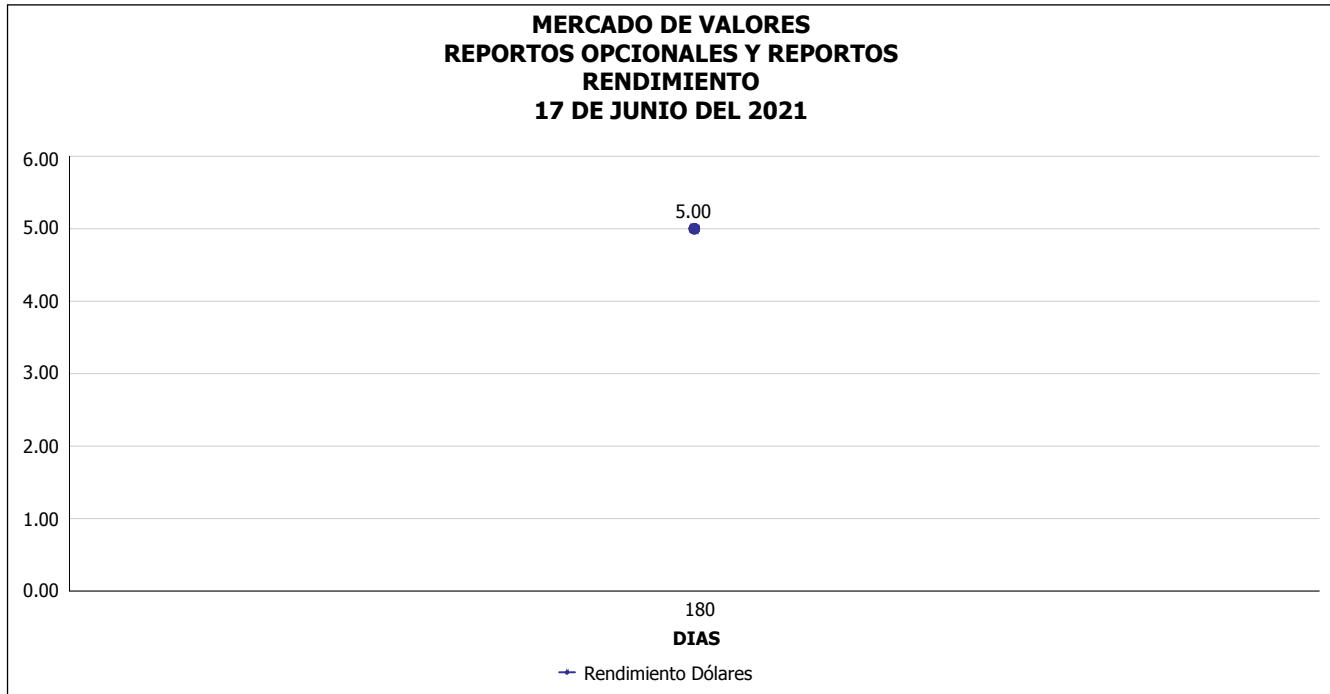 MERCADO DE VALORES
REPORTOS OPCIONALES Y REPORTOS
RENDIMIENTO
17 DE JUNIO DEL 2021
6.00
5.00
5.00
4.00
3.00
2.00
1.00
0.00
180
DIAS
Rendimiento Dólares